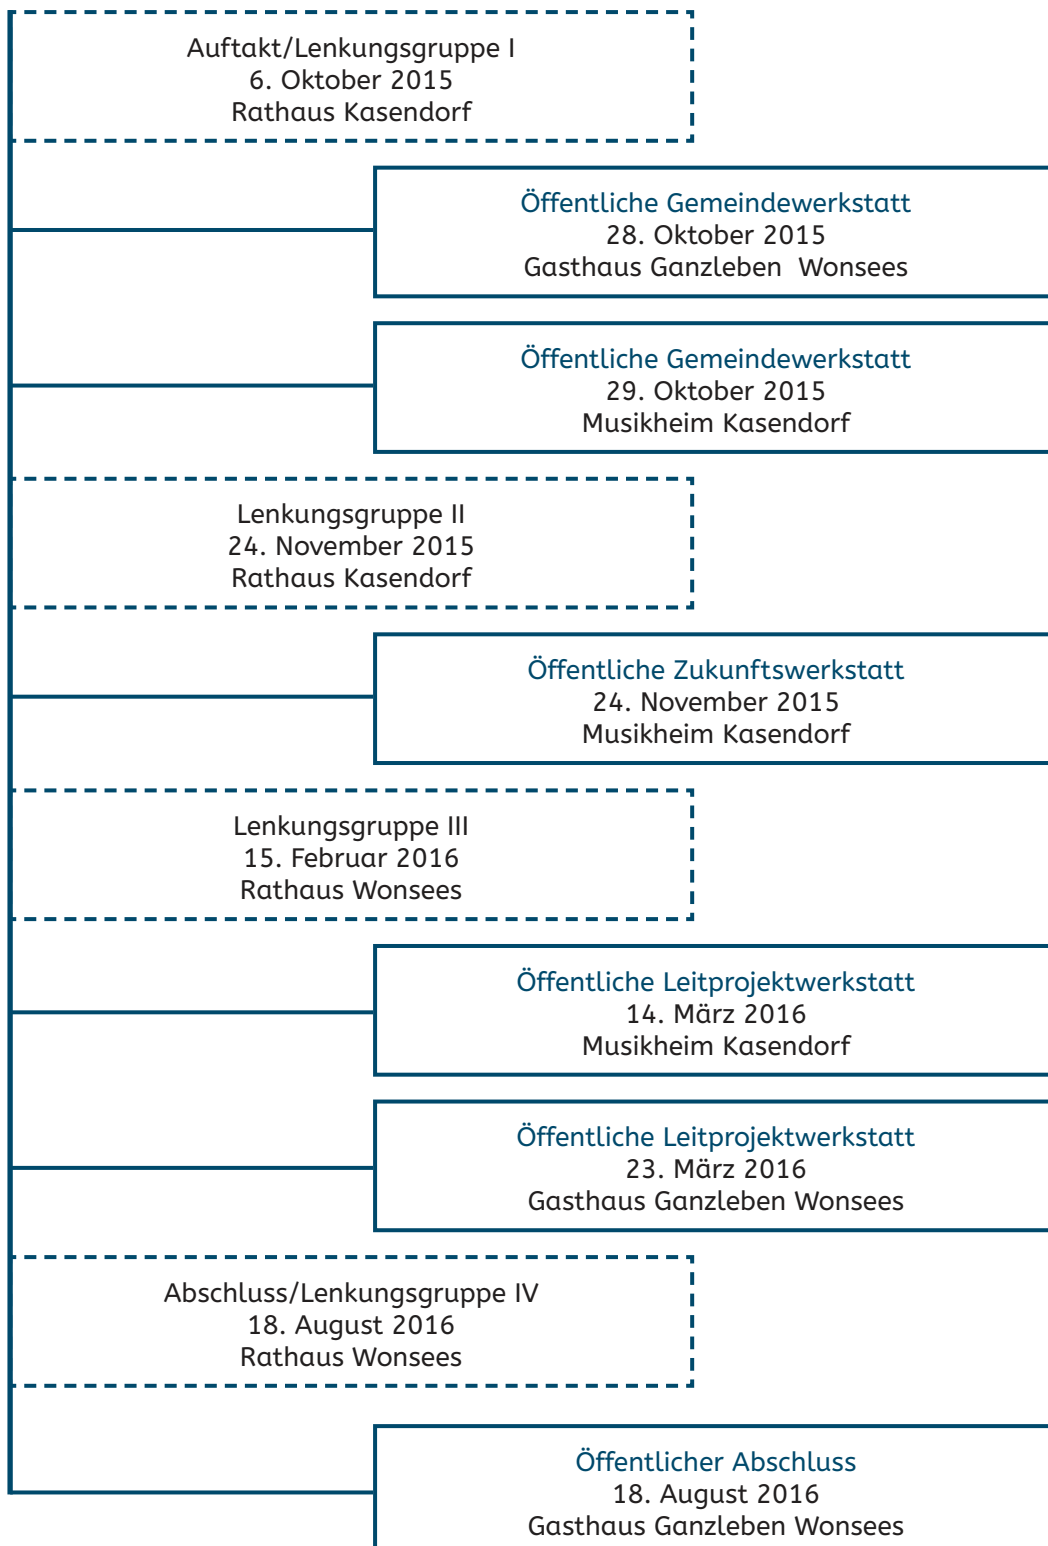 Auftakt/Lenkungsgruppe I
6. Oktober 2015
Rathaus Kasendorf
Öffentliche Gemeindewerkstatt
28. Oktober 2015
Gasthaus Ganzleben  Wonsees
Öffentliche Gemeindewerkstatt
29. Oktober 2015
Musikheim Kasendorf
Lenkungsgruppe II
24. November 2015
Rathaus Kasendorf
Öffentliche Zukunftswerkstatt
24. November 2015
Musikheim Kasendorf
Lenkungsgruppe III
15. Februar 2016
Rathaus Wonsees
Öffentliche Leitprojektwerkstatt
14. März 2016
Musikheim Kasendorf
Öffentliche Leitprojektwerkstatt
23. März 2016
Gasthaus Ganzleben Wonsees
Abschluss/Lenkungsgruppe IV
18. August 2016
Rathaus Wonsees
Öffentlicher Abschluss
18. August 2016
Gasthaus Ganzleben Wonsees